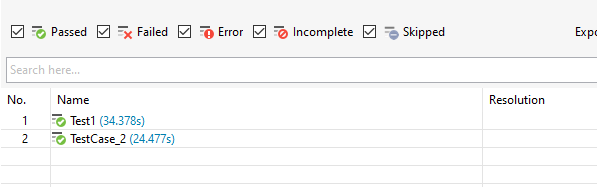 Passed Failed Error Incomplete Skipped
Search here...
No. Name Resolution
1 Test1 (34.378s)
2 TestCase_2 (24.477s)